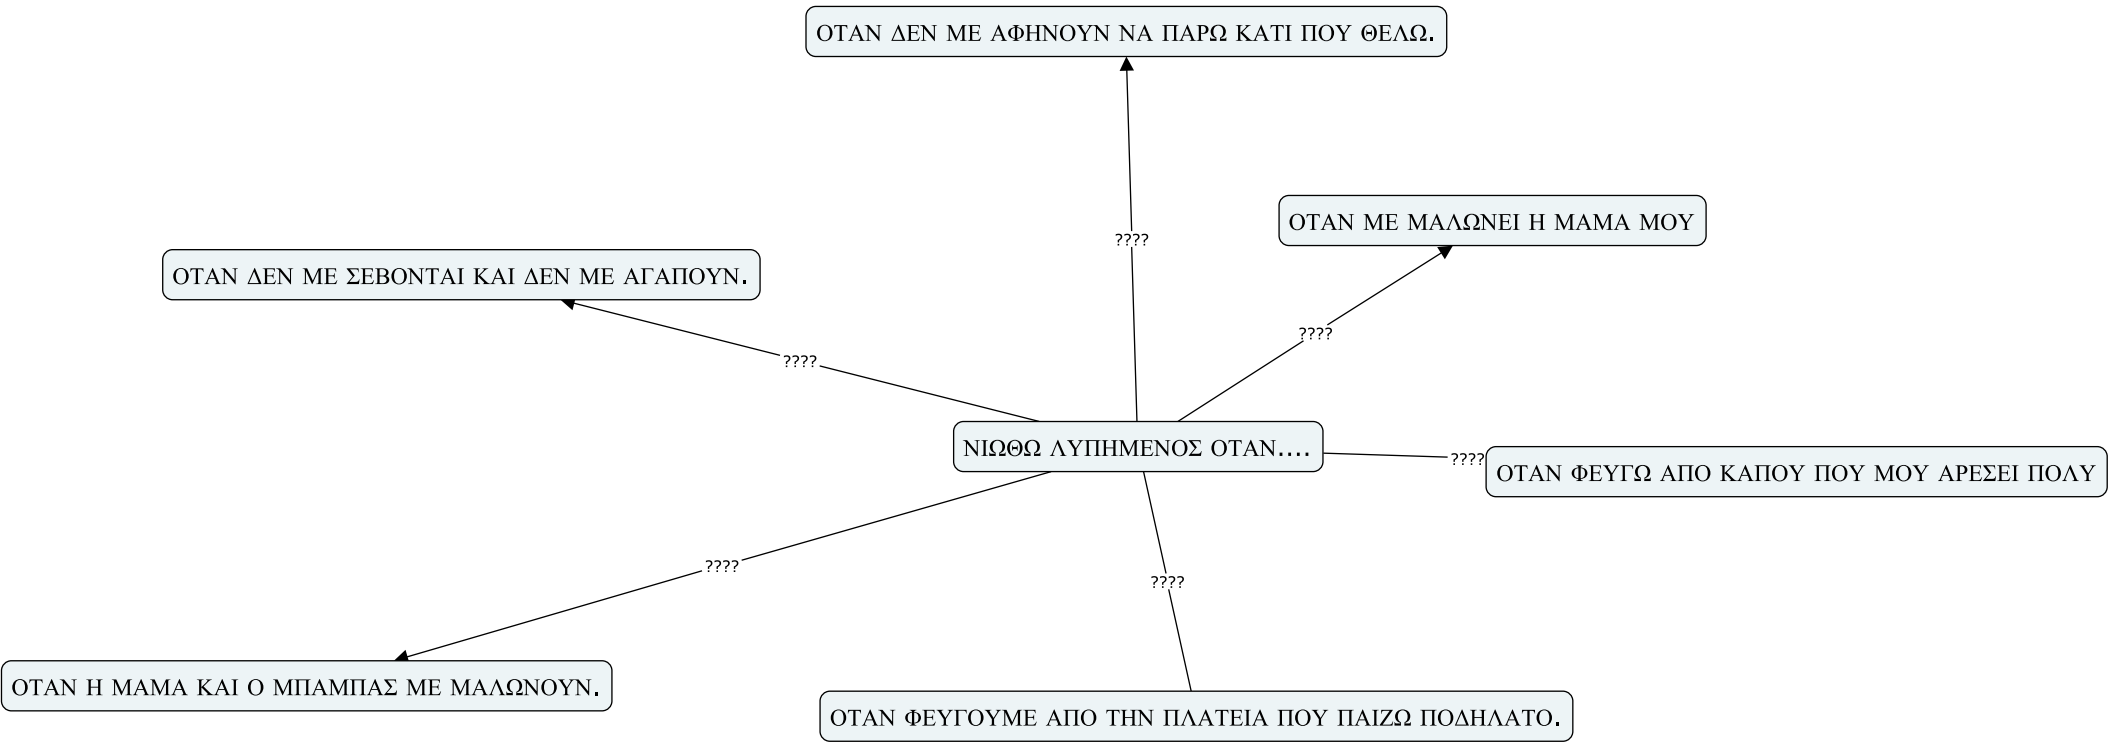 ΟΤΑΝ ΔΕΝ ΜΕ ΑΦΗΝΟΥΝ ΝΑ ΠΑΡΩ ΚΑΤΙ ΠΟΥ ΘΕΛΩ.
ΟΤΑΝ ΜΕ ΜΑΛΩΝΕΙ Η ΜΑΜΑ ΜΟΥ
????
ΟΤΑΝ ΔΕΝ ΜΕ ΣΕΒΟΝΤΑΙ ΚΑΙ ΔΕΝ ΜΕ ΑΓΑΠΟΥΝ.
????
????
ΝΙΩΘΩ ΛΥΠΗΜΕΝΟΣ ΟΤΑΝ....
????
ΟΤΑΝ ΦΕΥΓΩ ΑΠΟ ΚΑΠΟΥ ΠΟΥ ΜΟΥ ΑΡΕΣΕΙ ΠΟΛΥ
????
????
ΟΤΑΝ Η ΜΑΜΑ ΚΑΙ Ο ΜΠΑΜΠΑΣ ΜΕ ΜΑΛΩΝΟΥΝ.
ΟΤΑΝ ΦΕΥΓΟΥΜΕ ΑΠΟ ΤΗΝ ΠΛΑΤΕΙΑ ΠΟΥ ΠΑΙΖΩ ΠΟΔΗΛΑΤΟ.